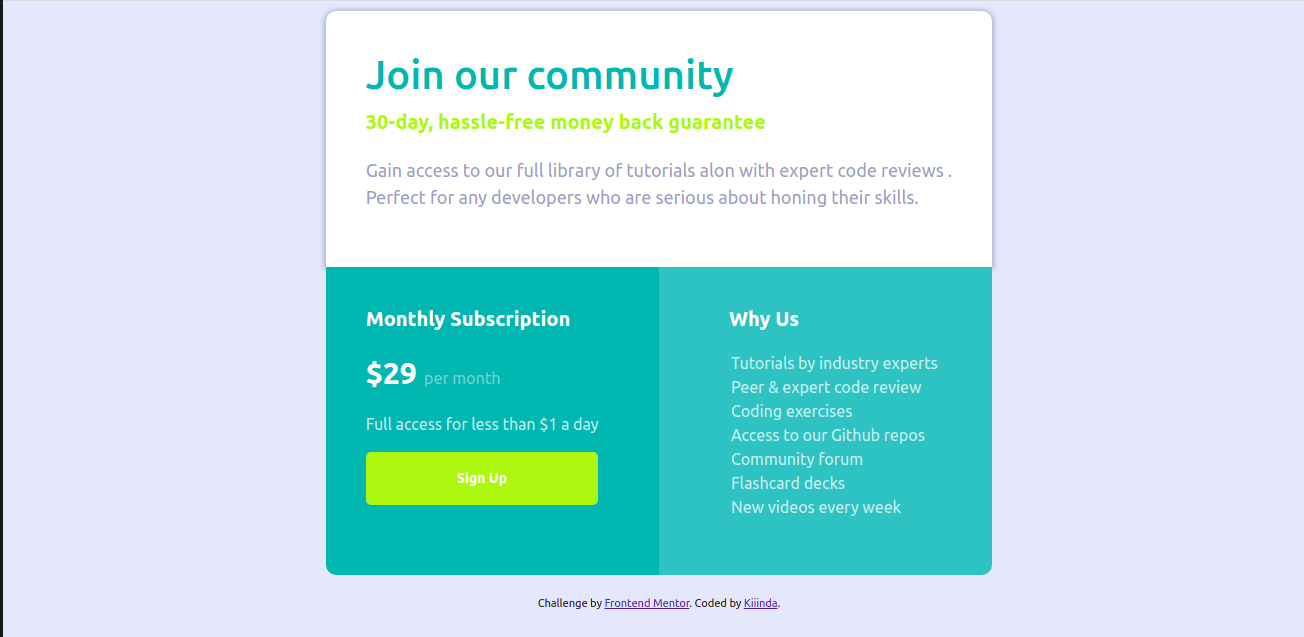 Join our community
30-day, hassle-free money back guarantee
Gain access to our full library of tutorials alon with expert code reviews .
Perfect for any developers who are serious about honing their skills.
Monthly Subscription
$29 per month
Full access for less than $1 a day
Sign Up
Why Us
Tutorials by industry experts
Peer & expert code review
Coding exercises
Access to our Github repos
Community forum
Flashcard decks
New videos every week
Challenge by Frontend Mentor. Coded by Kiiinda.